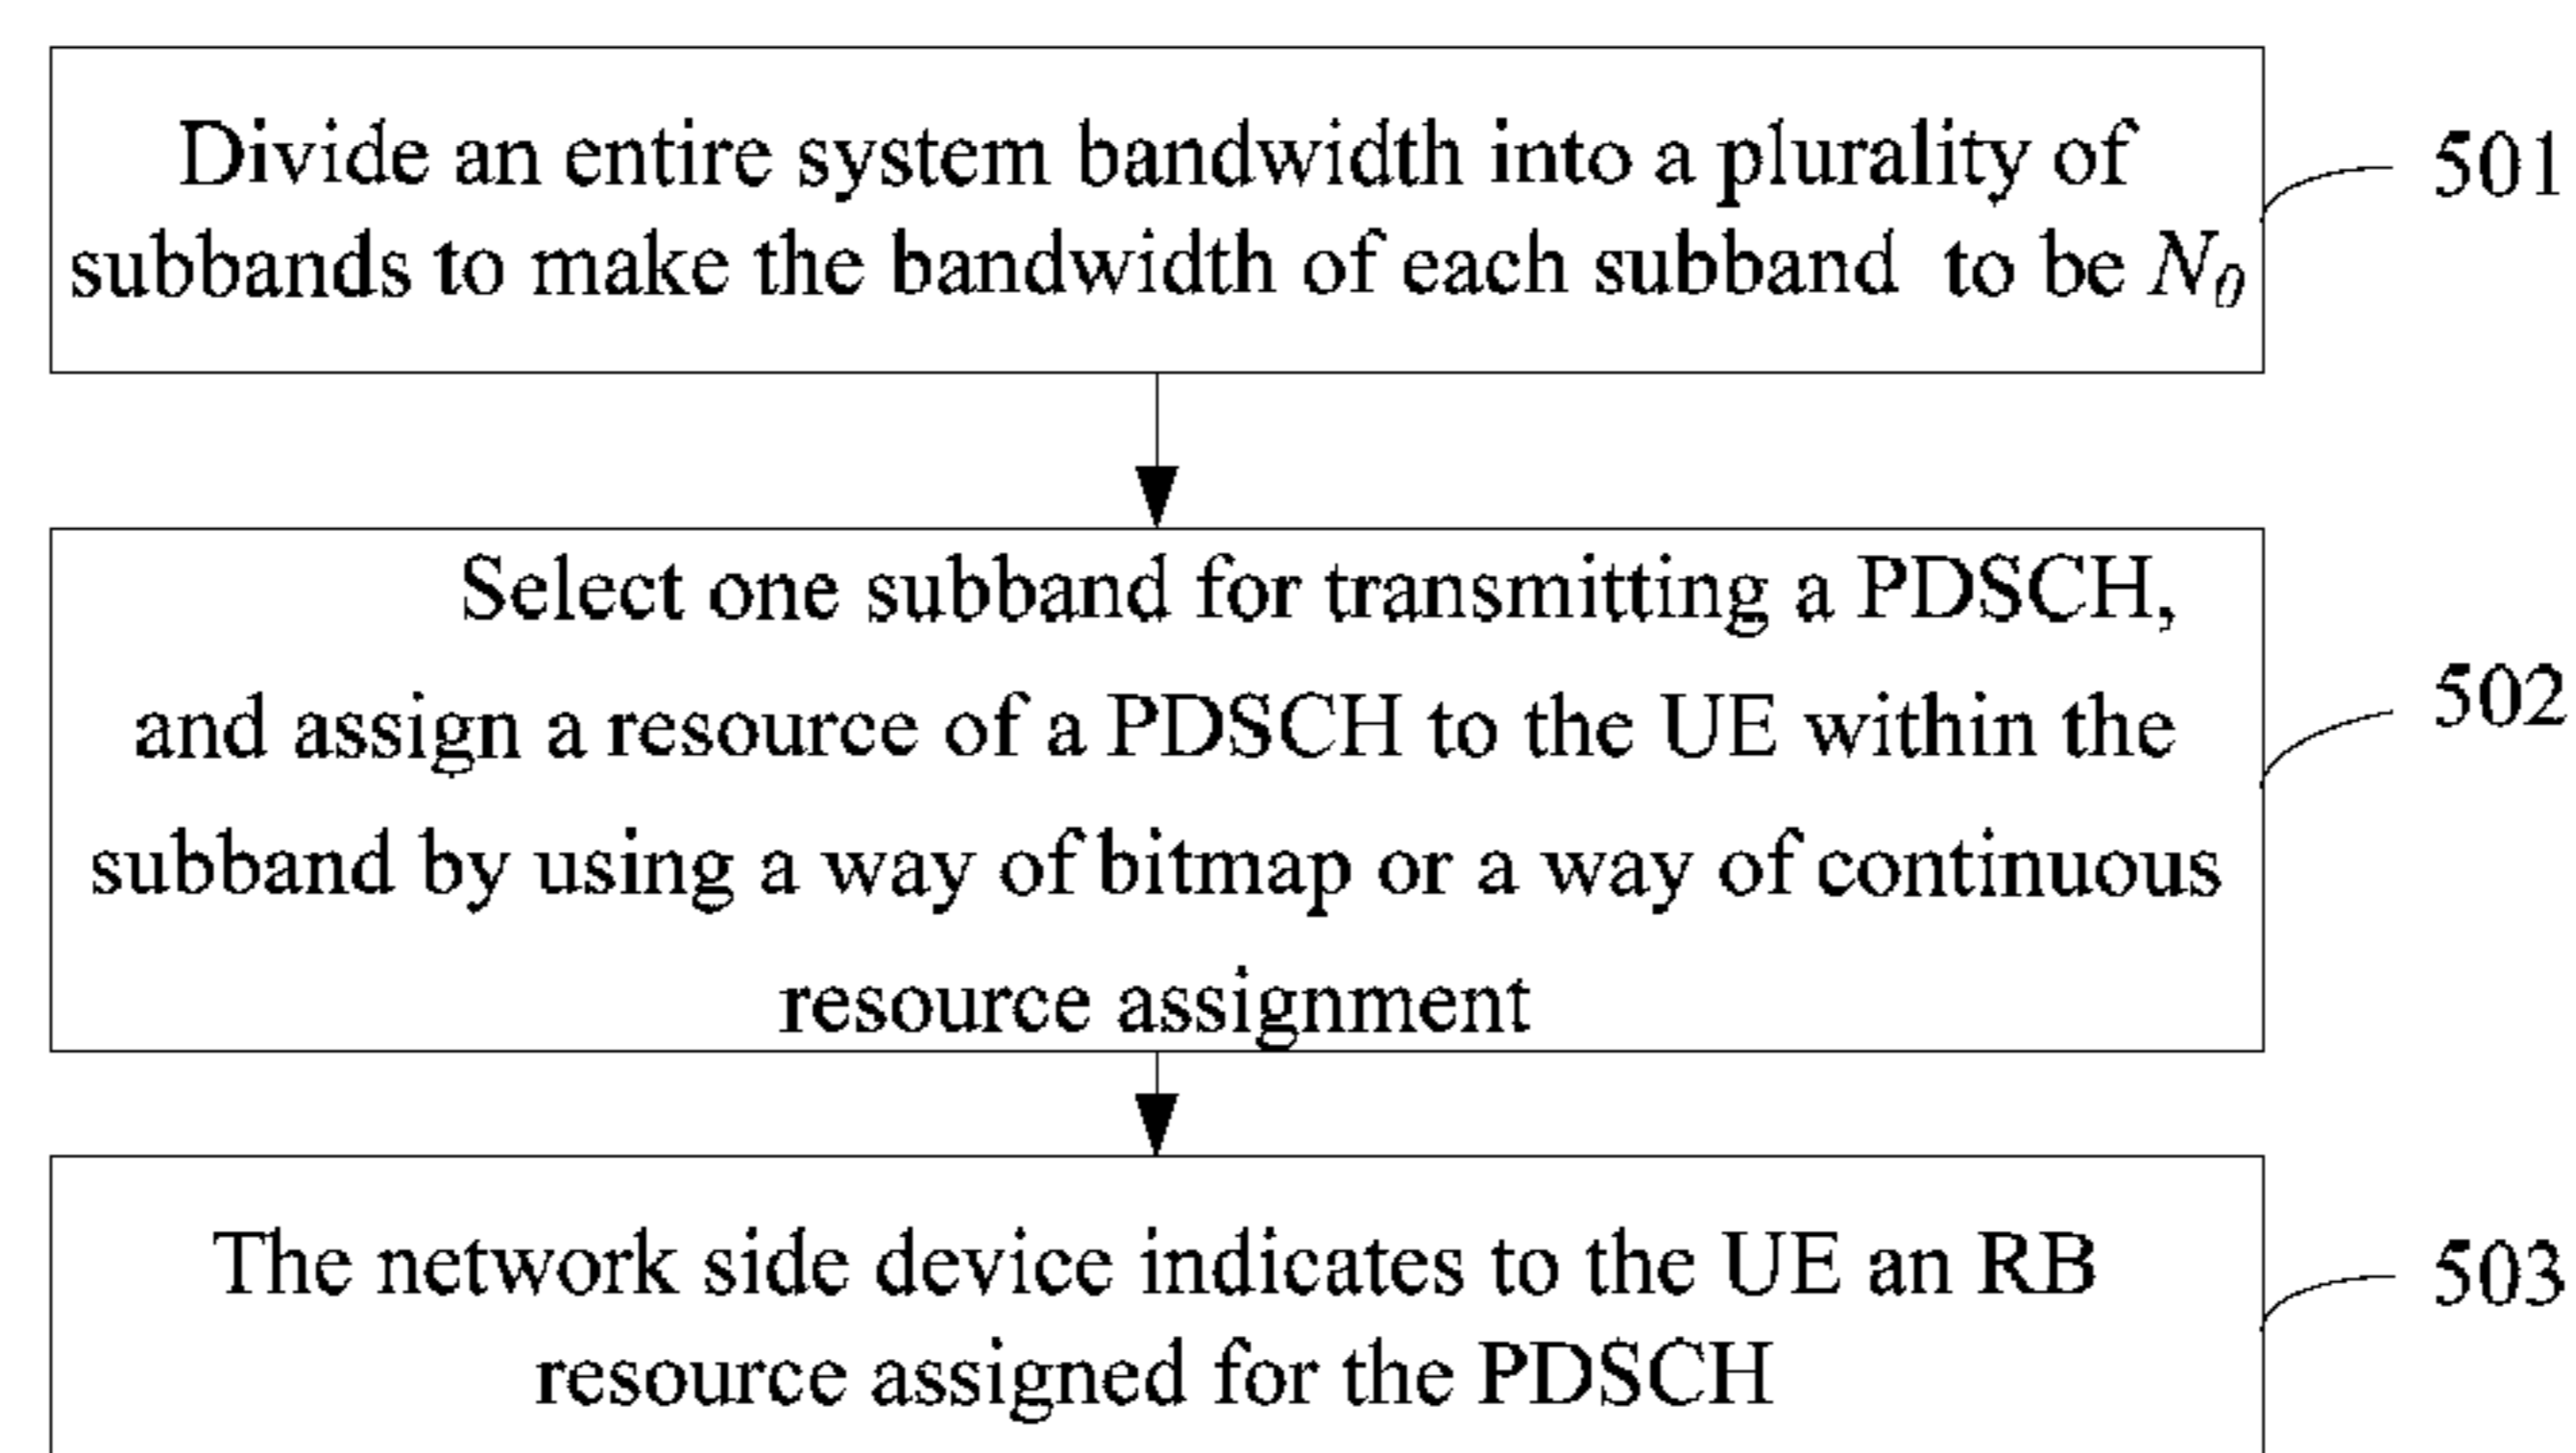 Divide an entire system bandwidth into a plurality of
subbands to make the bandwidth of each subband to be N0
501
Select one subband for transmitting a PDSCH,
and assign a resource of a PDSCH to the UE within the
subband by using a way of bitmap or a way of continuous
resource assignment
502
The network side device indicates to the UE an RB
resource assigned for the PDSCH
503